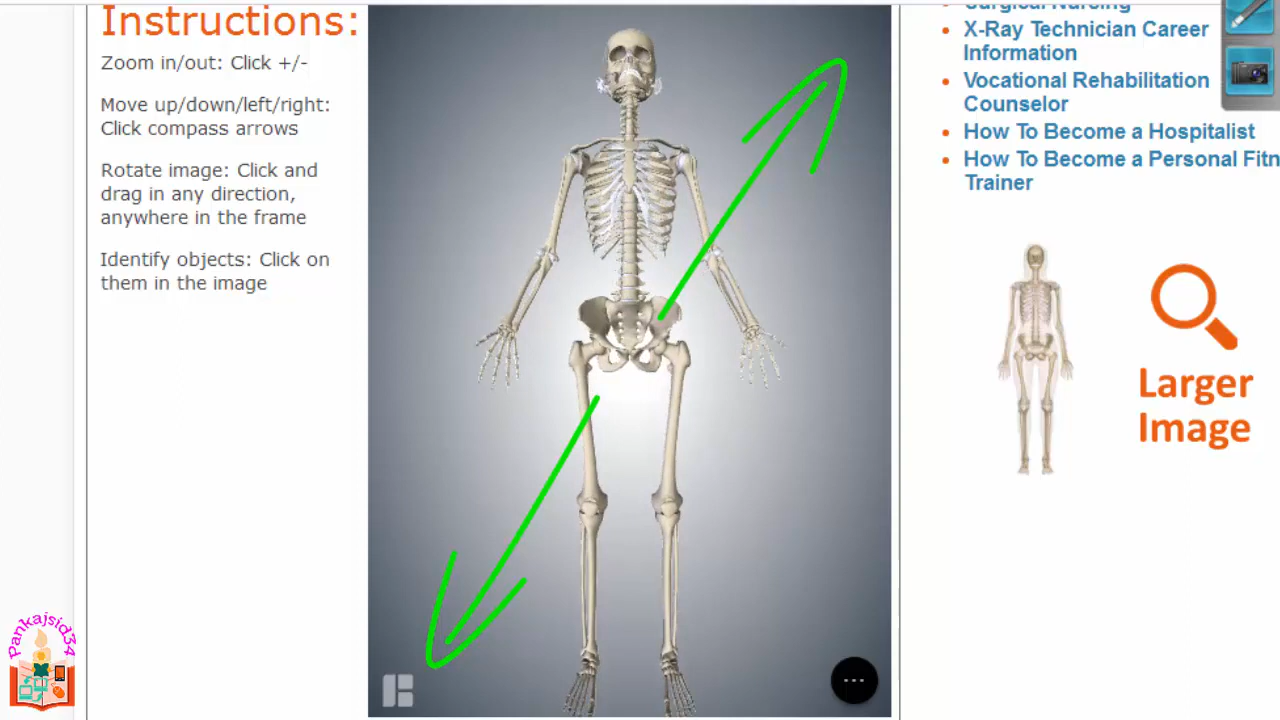 Instructions:
Zoom in/out: Click +/-
Move up/down/left/right:
Click compass arrows
Rotate image: Click and
drag in any direction,
anywhere in the frame
Identify objects: Click on
them in the image
Surgical Nursing
X-Ray Technician Career
Information
Vocational Rehabilitation
Counselor
How To Become a Hospitalist
How To Become a Personal Fitn
Trainer
Larger
Image
Pankajsid34